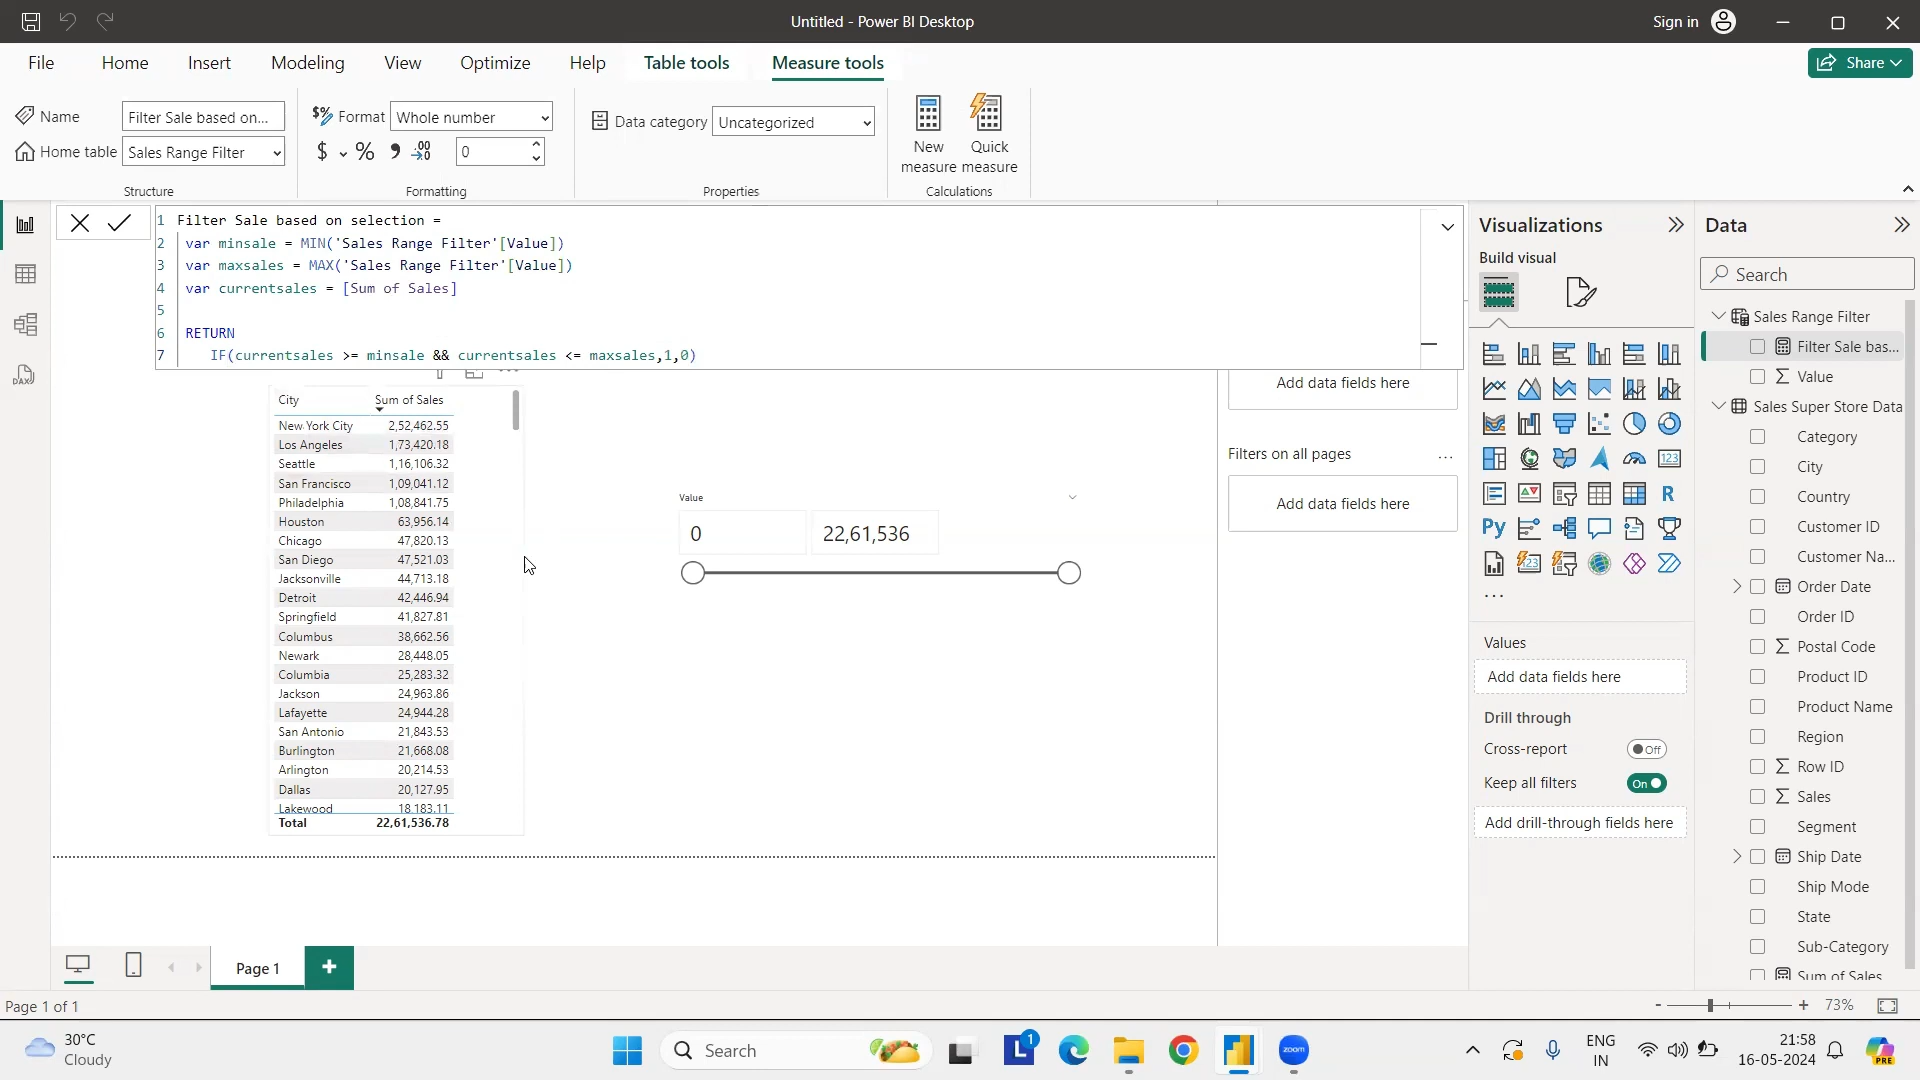 Untitled - Power BI Desktop
Sign in
File Home Insert Modeling View Optimize Help Table tools Measure tools
Share
Name Filter Sale based on...
Home table Sales Range Filter
Structure
$% Format Whole number
$ % 9 .00 0
Formatting
Data category Uncategorized
Properties
New measure
Quick measure
Calculations
1 Filter Sale based on selection =
2 var minsale = MIN('Sales Range Filter'[Value])
3 var maxsales = MAX('Sales Range Filter'[Value])
4 var currentsales = [Sum of Sales]
5
6 RETURN
7 IF(currentsales >= minsale && currentsales <= maxsales,1,0)
City Sum of Sales
New York City 2,52,462.55
Los Angeles 1,73,420.18
Seattle 1,16,106.32
San Francisco 1,09,041.12
Philadelphia 1,08,841.75
Houston 63,956.14
Chicago 47,820.13
San Diego 47,521.03
Jacksonville 44,713.18
Detroit 42,446.94
Springfield 41,827.81
Columbus 38,662.56
Newark 28,448.05
Columbia 25,283.32
Jackson 24,963.86
Lafayette 24,944.28
San Antonio 21,843.53
Burlington 21,668.08
Arlington 20,214.53
Dallas 20,127.95
Lakewood 18,183.11
Total 22,61,536.78
Value
0 22,61,536
Add data fields here
Filters on all pages ...
Add data fields here
Visualizations
Build visual
123
R
Py
...
Values
Add data fields here
Drill through
Cross-report Off
Keep all filters On
Add drill-through fields here
Data
Search
Sales Range Filter
Filter Sale bas...
Value
Sales Super Store Data
Category
City
Country
Customer ID
Customer Na...
Order Date
Order ID
Postal Code
Product ID
Product Name
Region
Row ID
Sales
Segment
Ship Date
Ship Mode
State
Sub-Category
Sum of Sales
DAX
Page 1
+
Page 1 of 1
- + 73%
30°C
Cloudy
Search
L 1
zoom
ENG
IN
21:58
16-05-2024
PRE